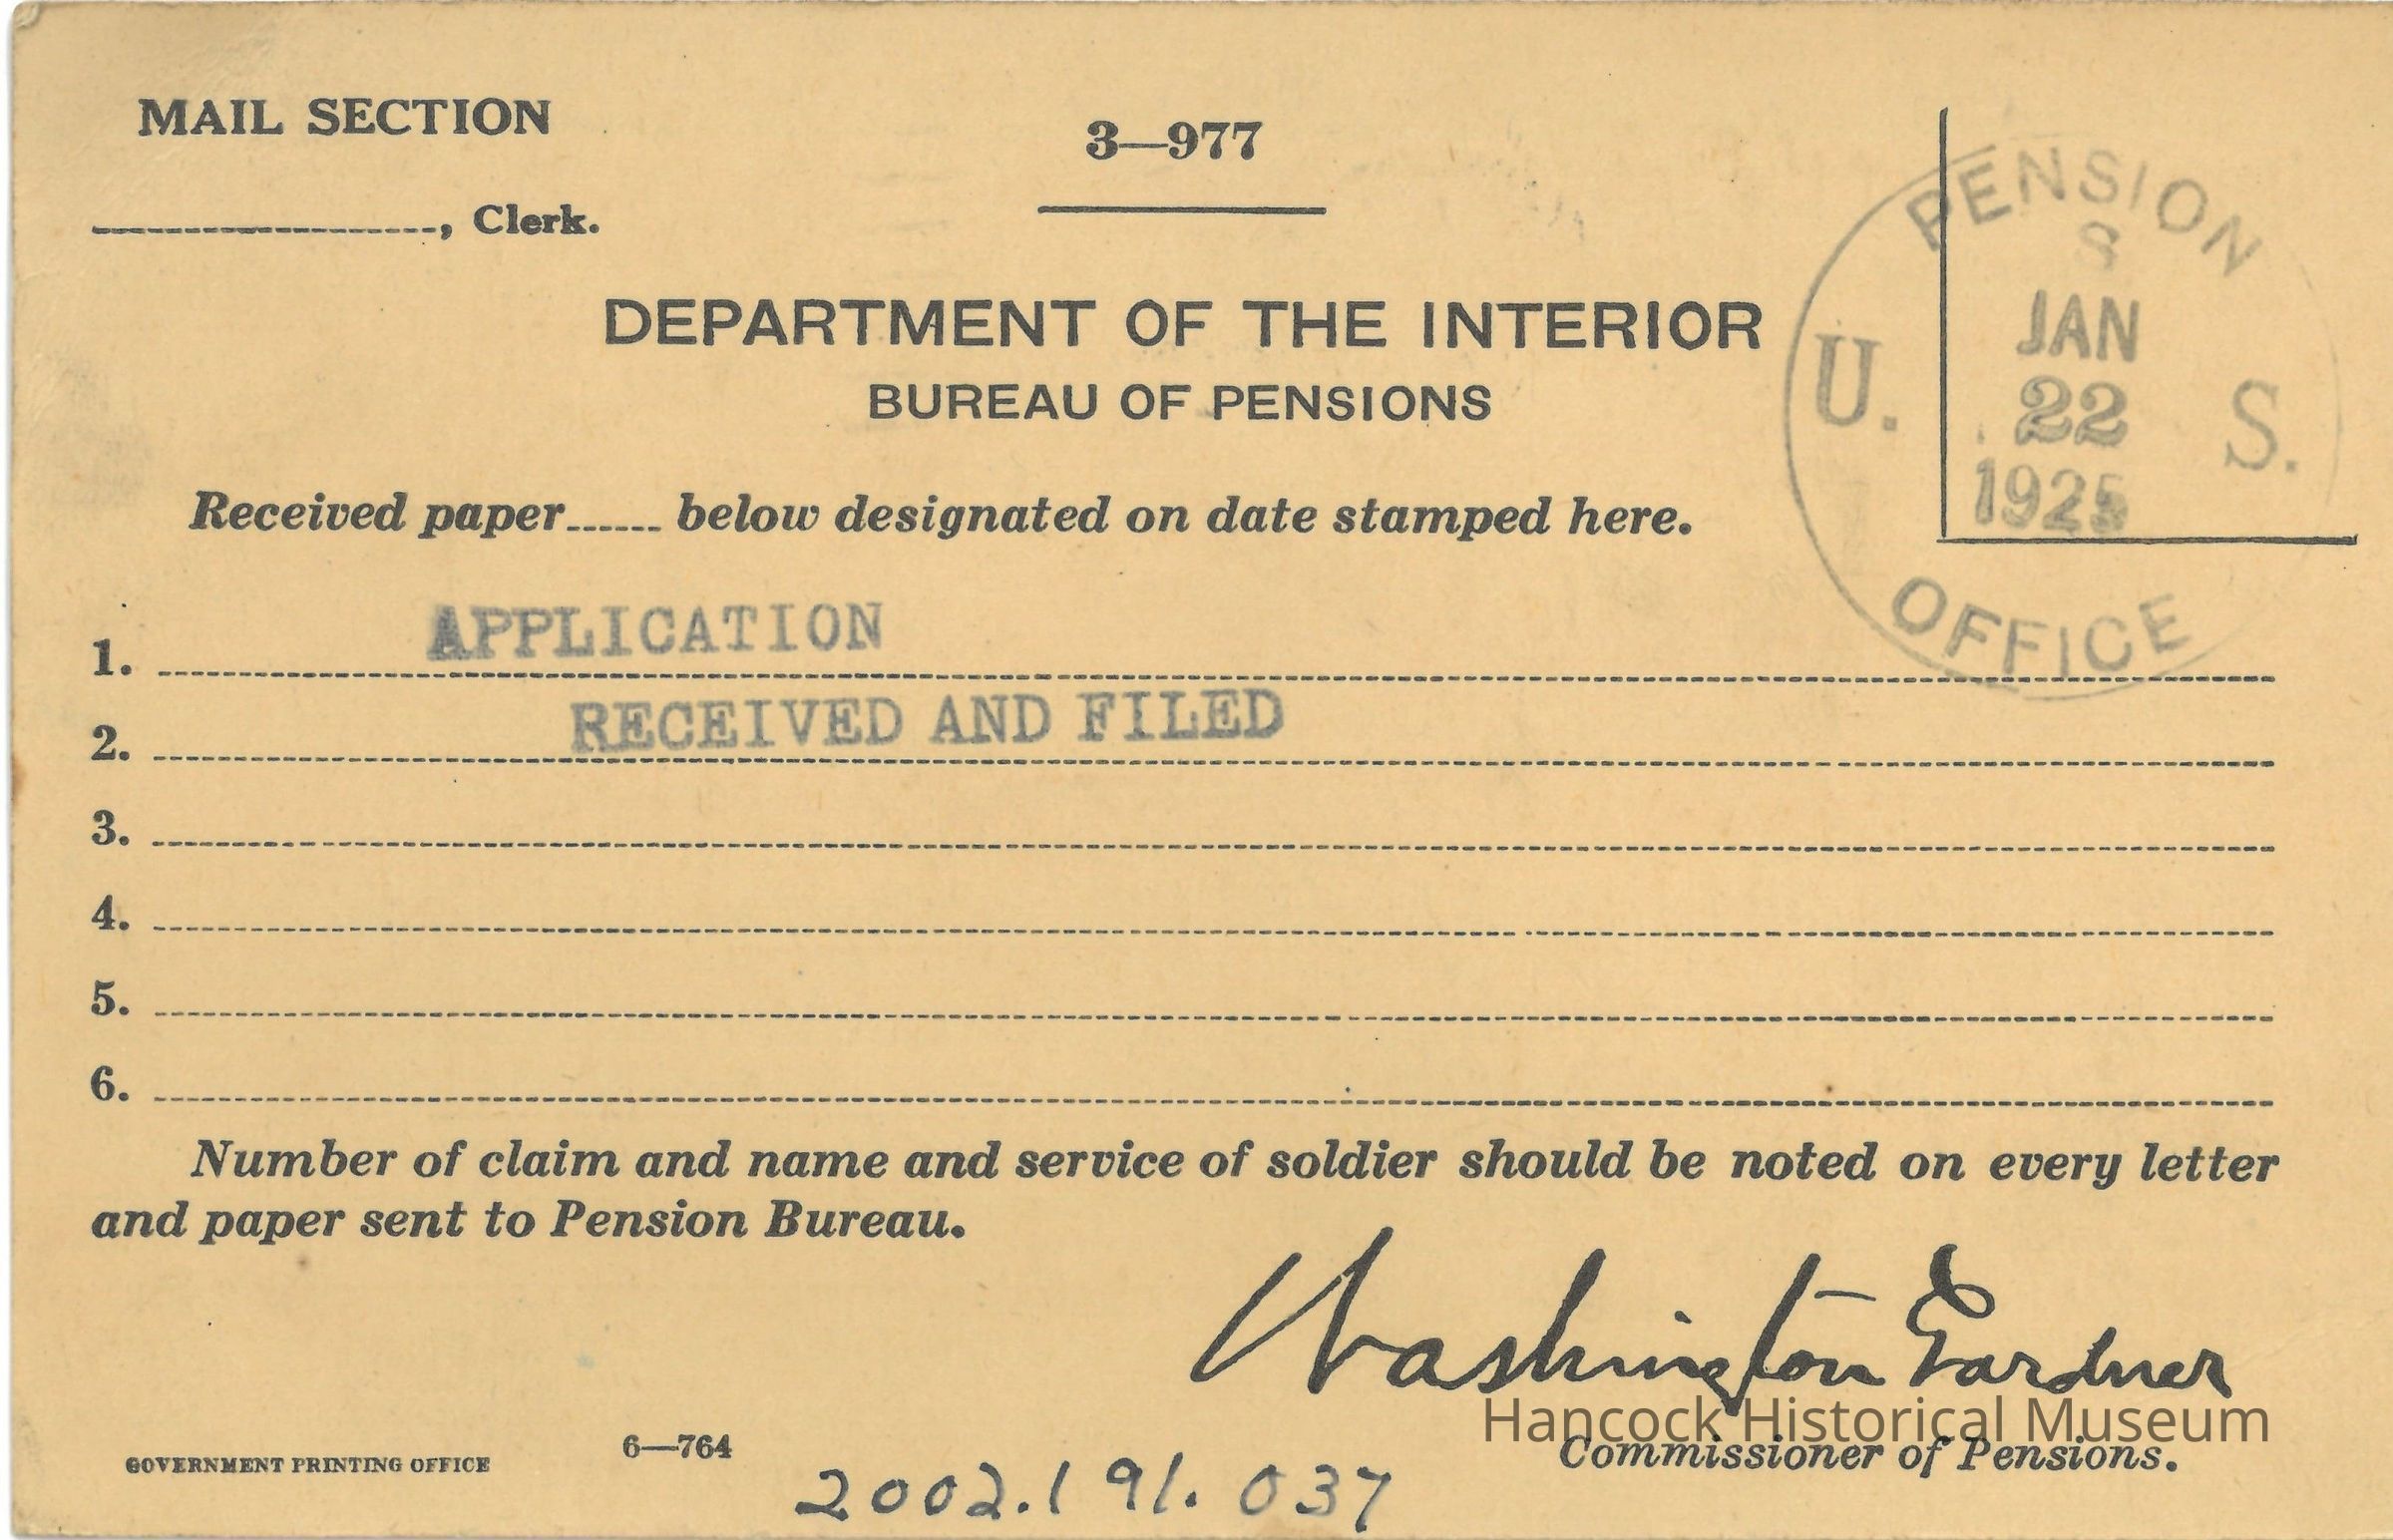 MAIL SECTION
3—977
, Clerk.
DEPARTMENT OF THE INTERIOR
BUREAU OF PENSIONS
PENSION
8
JAN
22
1925
U. S.
OFFICE
Received paper...... below designated on date stamped here.
1. APPLICATION
2. RECEIVED AND FILED
3.
4.
5.
6.
Number of claim and name and service of soldier should be noted on every letter
and paper sent to Pension Bureau.
Washington Gardner
Hancock Historical Museum
Commissioner of Pensions.
GOVERNMENT PRINTING OFFICE
6—764
2002.191.037